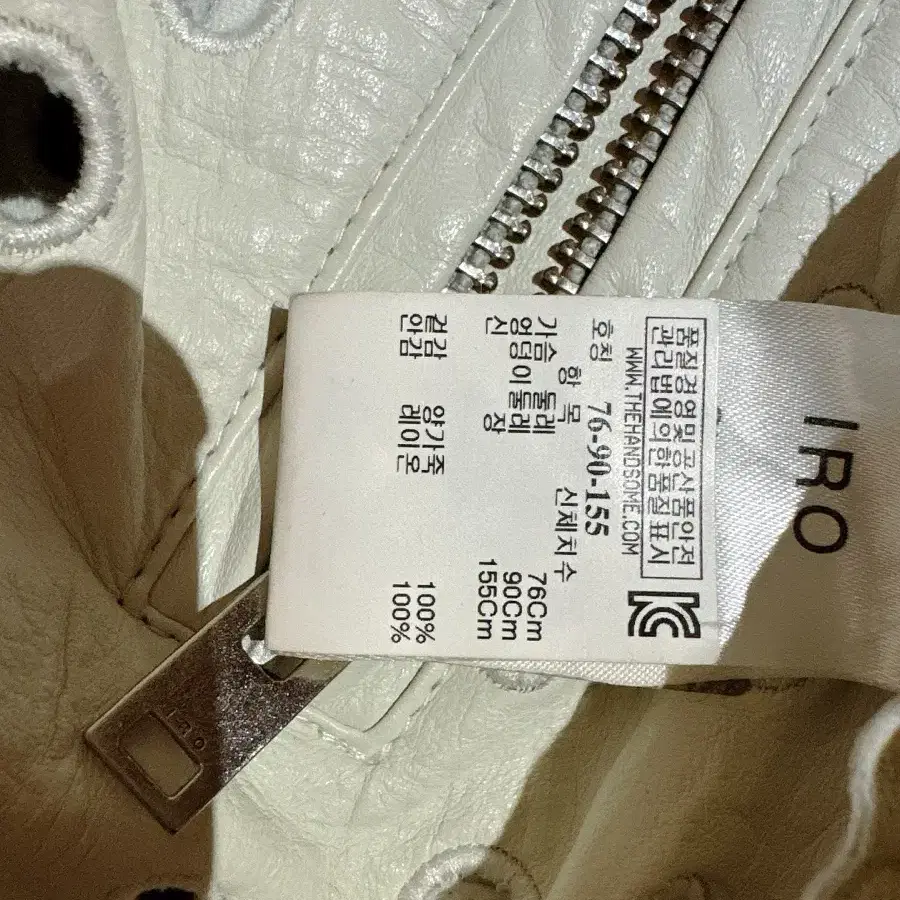 IRO
품질경영및공산품안전
관리법에의한품질표시
WWW.THEHANDSOME.COM
호칭 76-90-155
항 목 신체치수
가슴 둘레 76Cm
엉덩이 둘레 90Cm
신 장 155Cm
겉감 양가죽 100%
안감 레이온 100%
iro